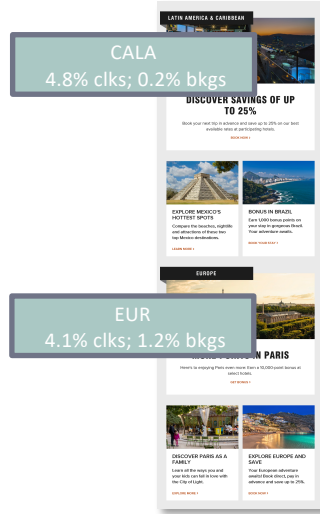 LATIN AMERICA & CARIBBEAN
CALA
4.8% clks; 0.2% bkgs
DISCOVER SAVINGS OF UP
TO 25%
Book your next trip in advance and save up to 25% on our best
available rates at participating hotels.
BOOK NOW >
EXPLORE MEXICO'S
HOTTEST SPOTS
Compare the beaches, nightlife
and attractions of these two
top Mexico destinations.
LEARN MORE >
BONUS IN BRAZIL
Earn 1,000 bonus points on
your stay in gorgeous Brazil.
Your adventure awaits.
BOOK YOUR STAY >
EUROPE
EUR
4.1% clks; 1.2% bkgs
MORE POINTS IN PARIS
Here's to enjoying Paris even more: Earn a 10,000-point bonus at
select hotels.
GET BONUS >
DISCOVER PARIS AS A
FAMILY
Learn all the ways you and
your kids can fall in love with
the City of Light.
EXPLORE MORE >
EXPLORE EUROPE AND
SAVE
Your European adventure
awaits! Book direct, pay in
advance and save up to 25%.
BOOK NOW >